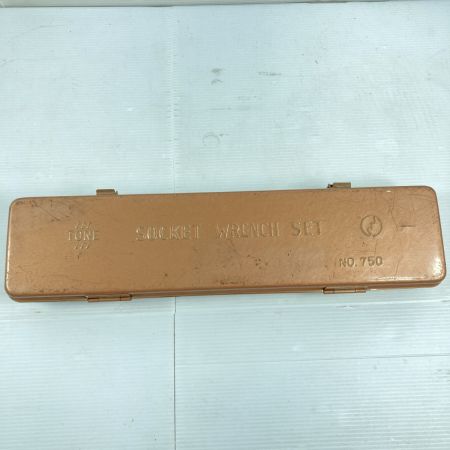 TONE SOCKET WRENCH SET
NO.750